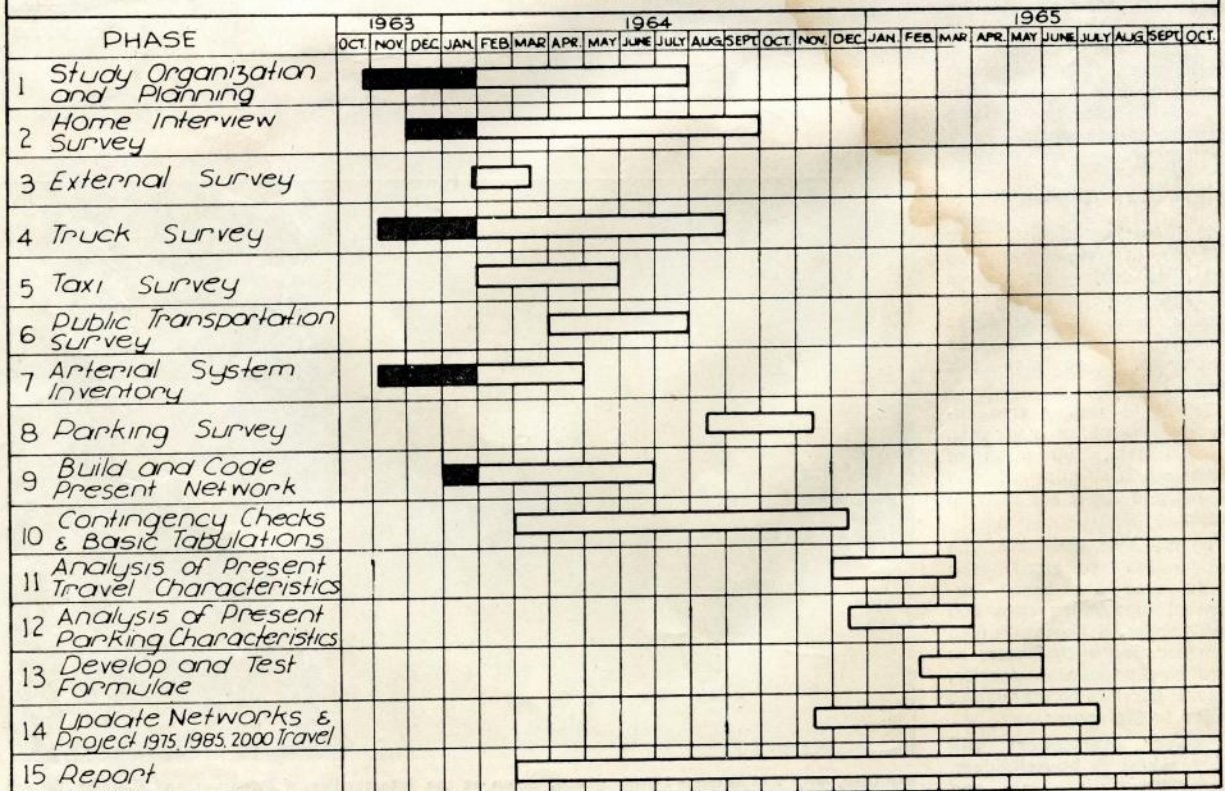 PHASE
1963 1964 1965
OCT. NOV. DEC. JAN. FEB. MAR. APR. MAY JUNE JULY AUG. SEPT. OCT. NOV. DEC. JAN. FEB. MAR. APR. MAY JUNE JULY AUG. SEPT. OCT.
1 Study Organization
and Planning
2 Home Interview
Survey
3 External Survey
4 Truck Survey
5 Taxi Survey
6 Public Transportation
Survey
7 Arterial System
Inventory
8 Parking Survey
9 Build and Code
Present Network
10 Contingency Checks
& Basic Tabulations
11 Analysis of Present
Travel Characteristics
12 Analysis of Present
Parking Characteristics
13 Develop and Test
Formulae
14 Update Networks &
Project 1975, 1985, 2000 Travel
15 Report